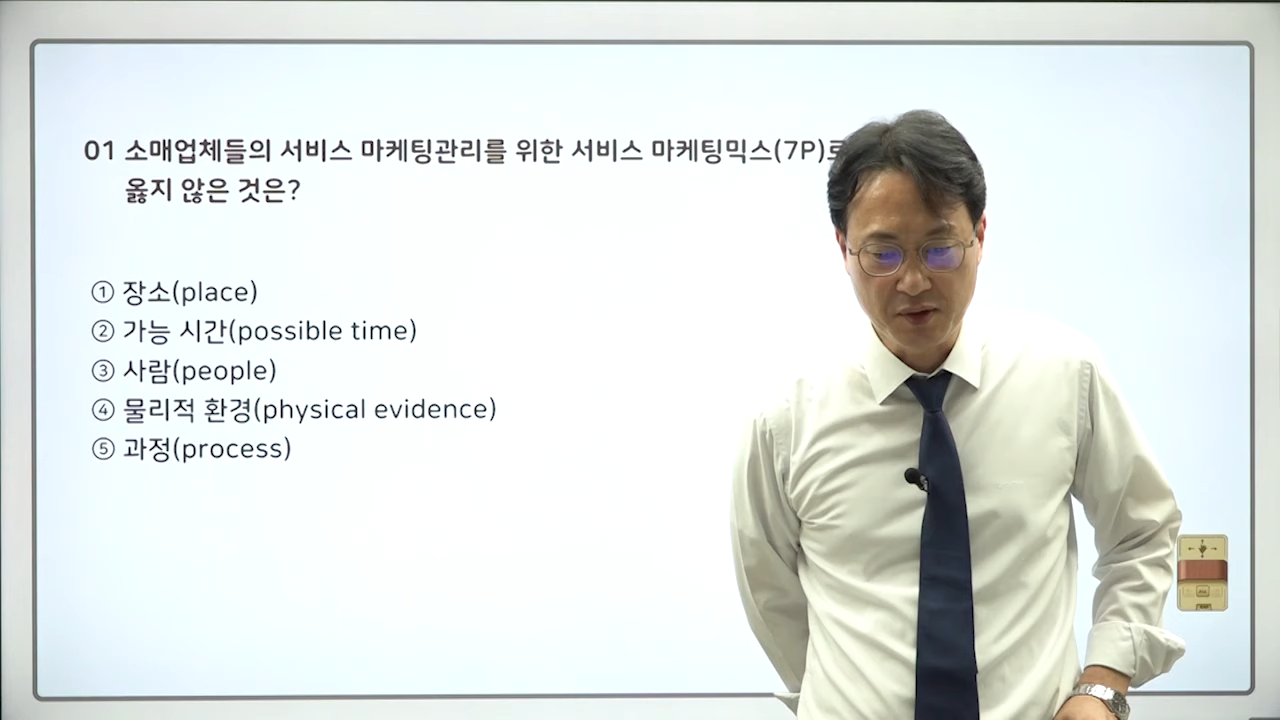 01 소매업체들의 서비스 마케팅관리를 위한 서비스 마케팅믹스(7P)로
옳지 않은 것은?
① 장소(place)
② 가능 시간(possible time)
③ 사람(people)
④ 물리적 환경(physical evidence)
⑤ 과정(process)